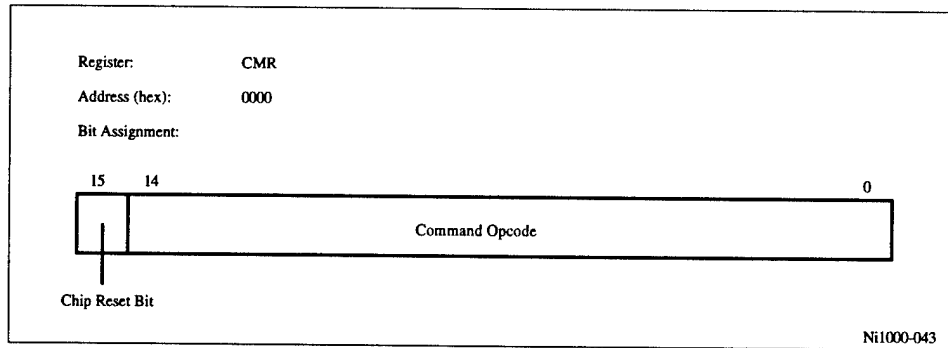 Register: CMR
Address (hex): 0000
Bit Assignment:
15 14 0
Command Opcode
Chip Reset Bit
Ni1000-043